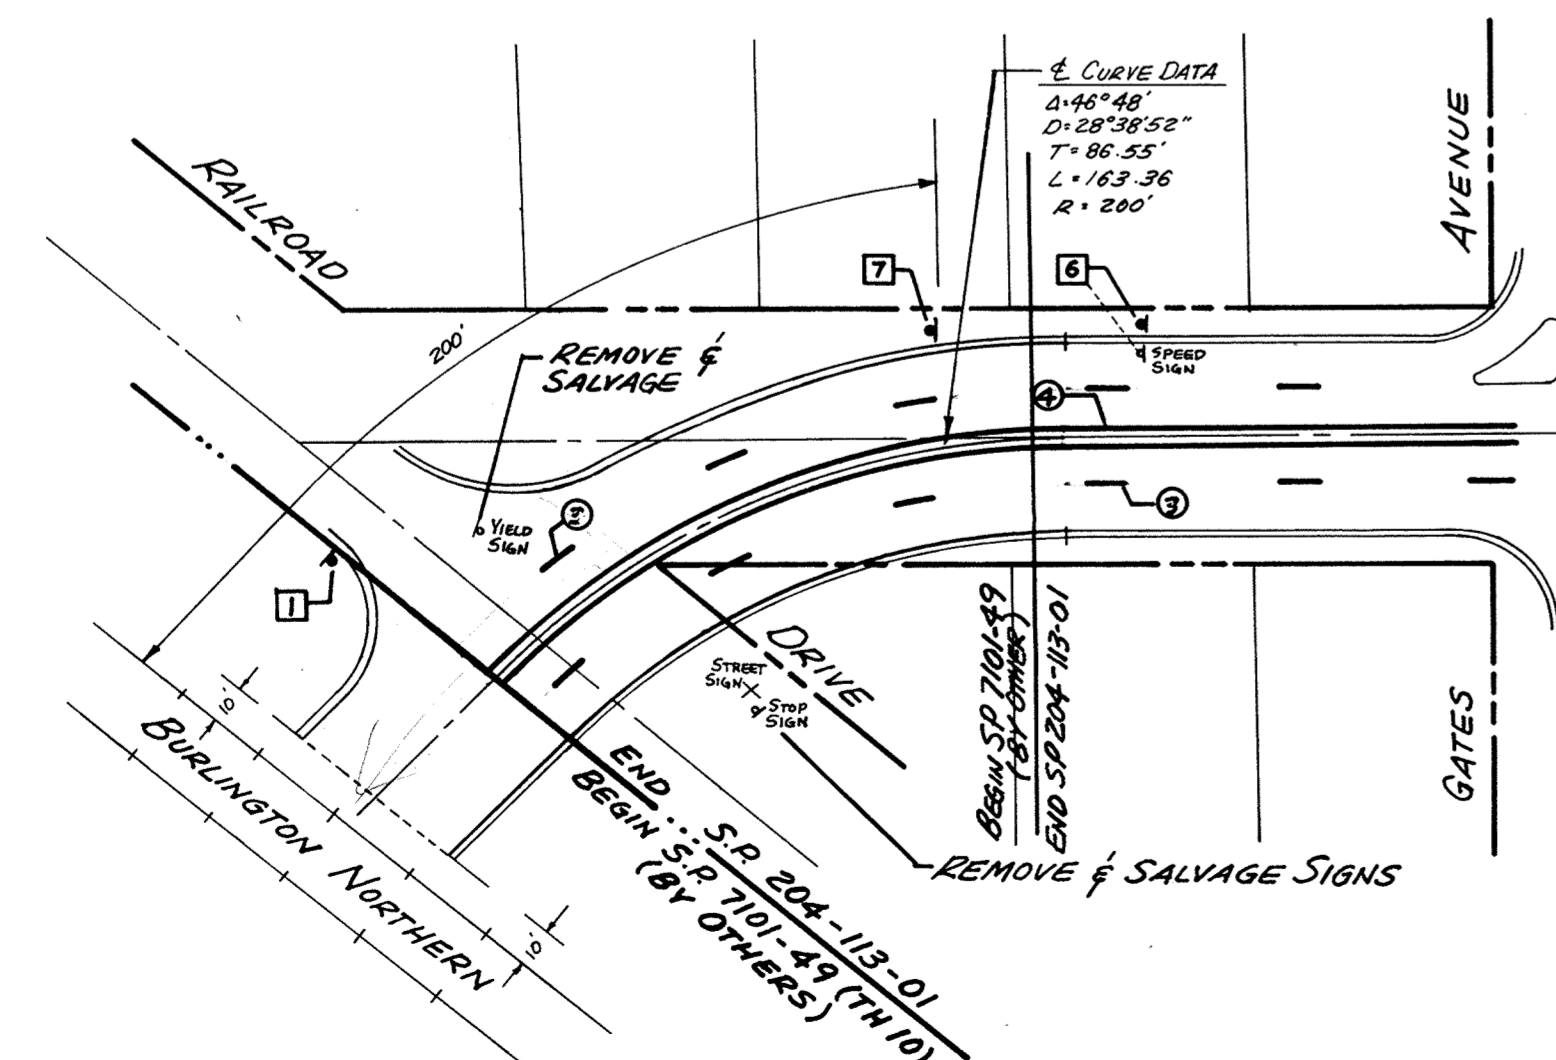 ℄ CURVE DATA
Δ=46°48'
D=28°38'52"
T=86.55'
L=163.36
R=200'
AVENUE
RAILROAD
7
6
200'
REMOVE &
SALVAGE
SPEED
SIGN
4
3
YIELD
SIGN
1
DRIVE
STREET
SIGN
STOP
SIGN
BEGIN SP 7101-49
(BY OTHER)
END SP 204-113-01
GATES
10'
BURLINGTON NORTHERN
10'
END S.P. 204-113-01
BEGIN S.P. 7101-49 (TH 10)
(BY OTHERS)
REMOVE & SALVAGE SIGNS